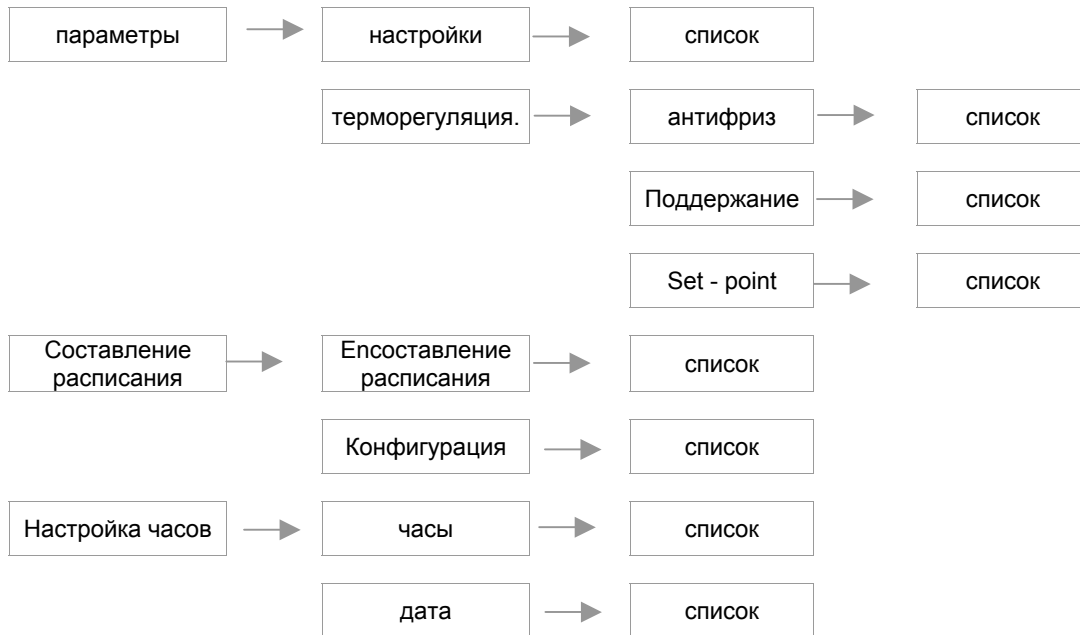 параметры
настройки
список
терморегуляция.
антифриз
список
Поддержание
список
Set - point
список
Составление
расписания
Enсоставление
расписания
список
Конфигурация
список
Настройка часов
часы
список
дата
список